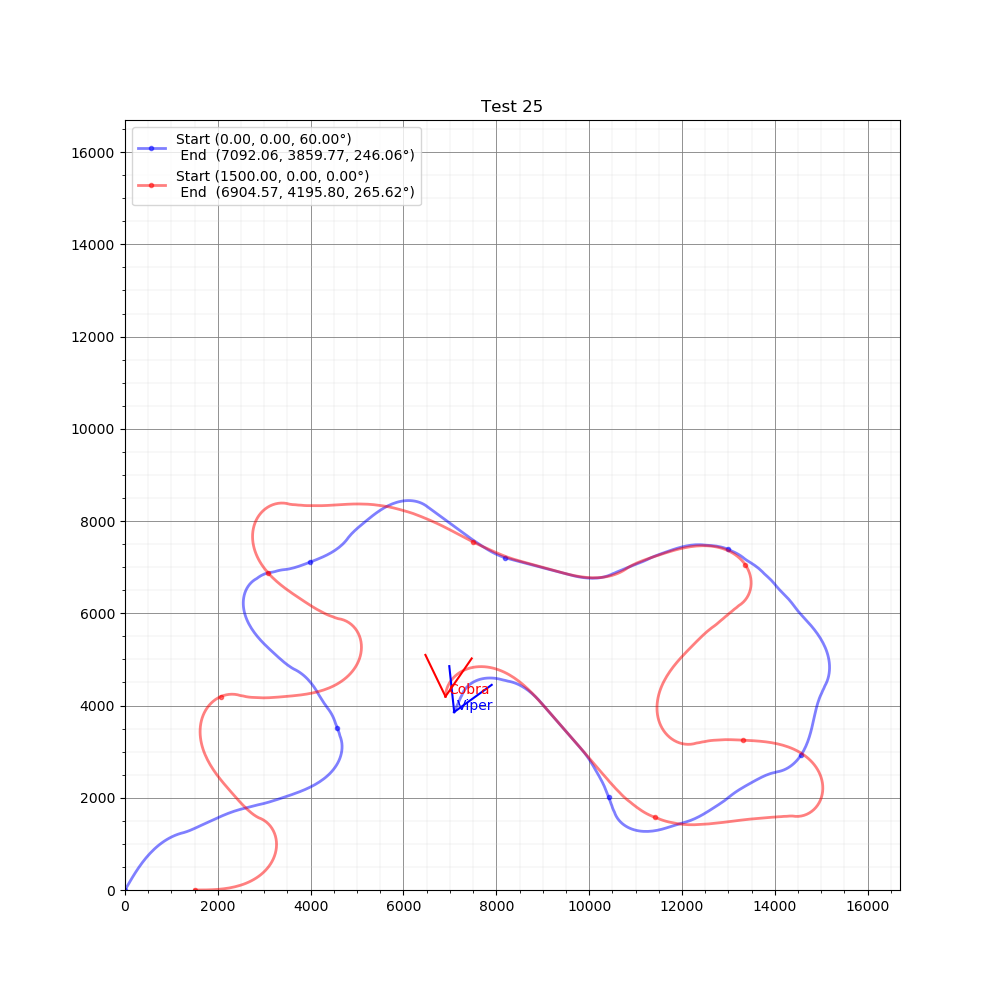 Test 25
Start (0.00, 0.00, 60.00°)
End (7092.06, 3859.77, 246.06°)
Start (1500.00, 0.00, 0.00°)
End (6904.57, 4195.80, 265.62°)
16000
14000
12000
10000
8000
6000
4000
2000
0
Cobra
Viper
0 2000 4000 6000 8000 10000 12000 14000 16000